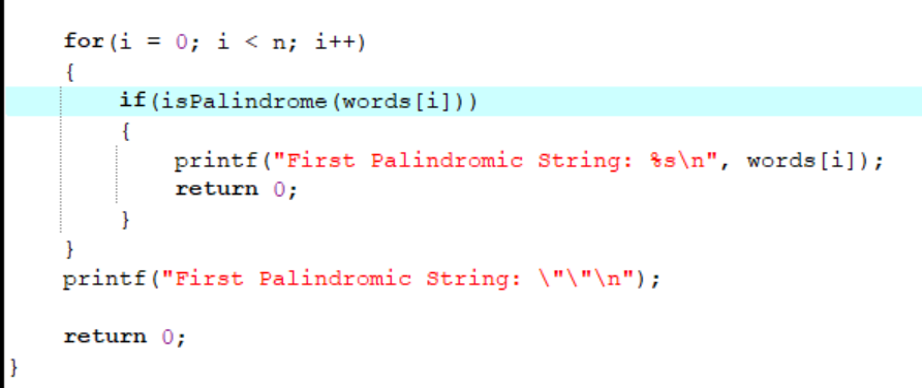 for(i = 0; i < n; i++)
{
if(isPalindrome(words[i]))
{
printf("First Palindromic String: %s\n", words[i]);
return 0;
}
}
printf("First Palindromic String: \"\"\n");
return 0;
}